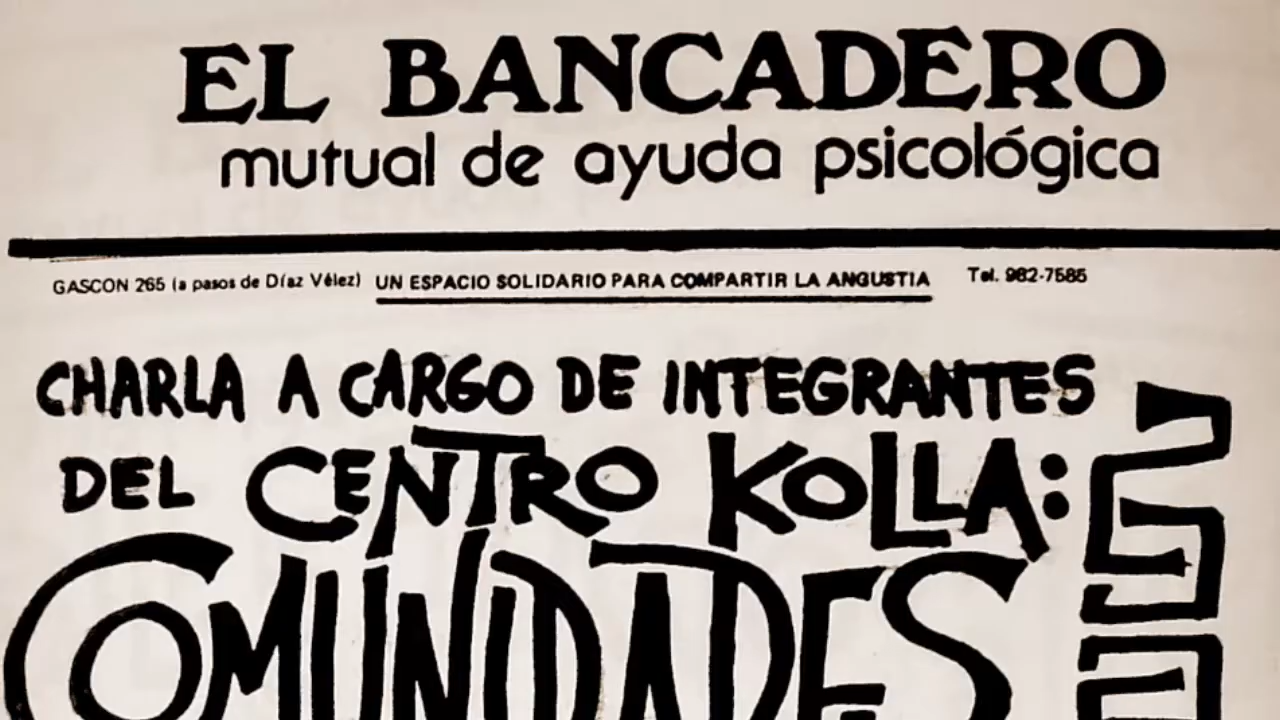 EL BANCADERO
mutual de ayuda psicológica
GASCON 265 (a pasos de Díaz Vélez) UN ESPACIO SOLIDARIO PARA COMPARTIR LA ANGUSTIA Tel. 982-7585
CHARLA A CARGO DE INTEGRANTES
DEL CENTRO KOLLA:
COMUNIDADES